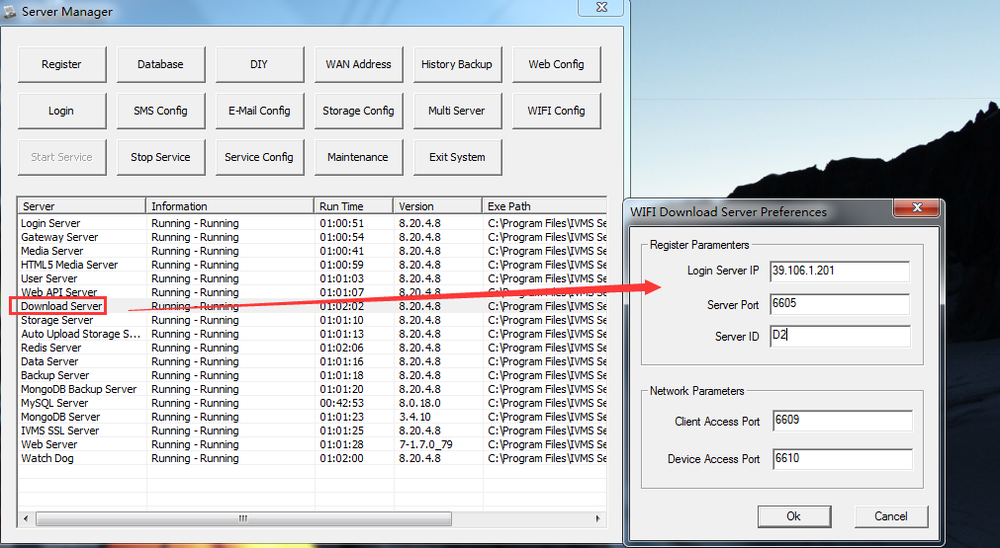 Server Manager
Register Database DIY WAN Address History Backup Web Config
Login SMS Config E-Mail Config Storage Config Multi Server WIFI Config
Start Service Stop Service Service Config Maintenance Exit System
Server Information Run Time Version Exe Path
Login Server Running - Running 01:00:51 8.20.4.8 C:\Program Files\IVMS Se
Gateway Server Running - Running 01:00:54 8.20.4.8 C:\Program Files\IVMS Se
Media Server Running - Running 01:00:41 8.20.4.8 C:\Program Files\IVMS Se
HTML5 Media Server Running - Running 01:00:59 8.20.4.8 C:\Program Files\IVMS Se
User Server Running - Running 01:01:03 8.20.4.8 C:\Program Files\IVMS Se
Web API Server Running - Running 01:01:07 8.20.4.8 C:\Program Files\IVMS Se
Download Server Running - Running 01:02:02 8.20.4.8 C:\Program Files\IVMS Se
Storage Server Running - Running 01:01:10 8.20.4.8 C:\Program Files\IVMS Se
Auto Upload Storage S... Running - Running 01:01:13 8.20.4.8 C:\Program Files\IVMS Se
Redis Server Running - Running 01:02:06 8.20.4.8 C:\Program Files\IVMS Se
Data Server Running - Running 01:01:16 8.20.4.8 C:\Program Files\IVMS Se
Backup Server Running - Running 01:01:18 8.20.4.8 C:\Program Files\IVMS Se
MongoDB Backup Server Running - Running 01:01:20 8.20.4.8 C:\Program Files\IVMS Se
MySQL Server Running - Running 00:42:53 8.0.18.0 C:\Program Files\IVMS Se
MongoDB Server Running - Running 01:01:23 3.4.10 C:\Program Files\IVMS Se
IVMS SSL Server Running - Running 01:01:25 8.20.4.8 C:\Program Files\IVMS Se
Web Server Running - Running 01:01:28 7-1.7.0_79 C:\Program Files\IVMS Se
Watch Dog Running - Running 01:02:00 8.20.4.8 C:\Program Files\IVMS Se
WIFI Download Server Preferences
Register Paramenters
Login Server IP 39.106.1.201
Server Port 6605
Server ID D2
Network Parameters
Client Access Port 6609
Device Access Port 6610
Ok Cancel